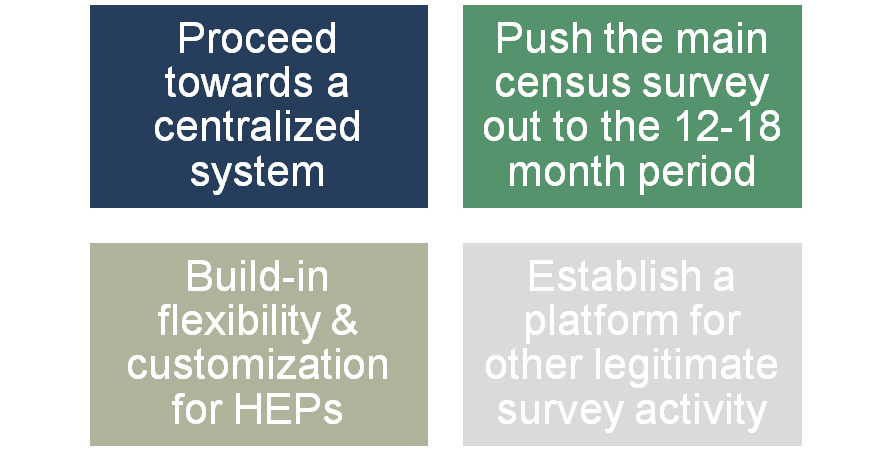 Proceed
towards a
centralized
system
Push the main
census survey
out to the 12-18
month period
Build-in
flexibility &
customization
for HEPs
Establish a
platform for
other legitimate
survey activity